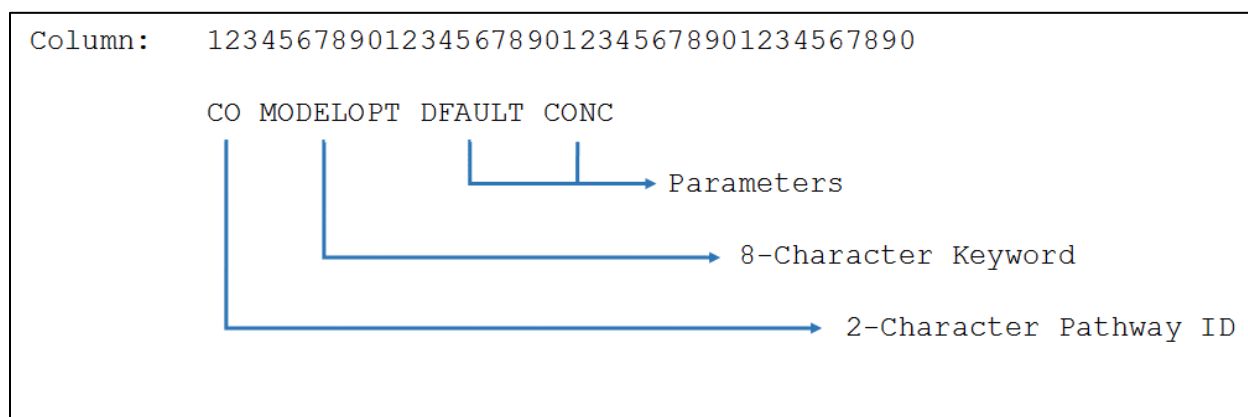 Column: 1234567890123456789012345678901234567890
CO MODELOPT DFAULT CONC
Parameters
8-Character Keyword
2-Character Pathway ID